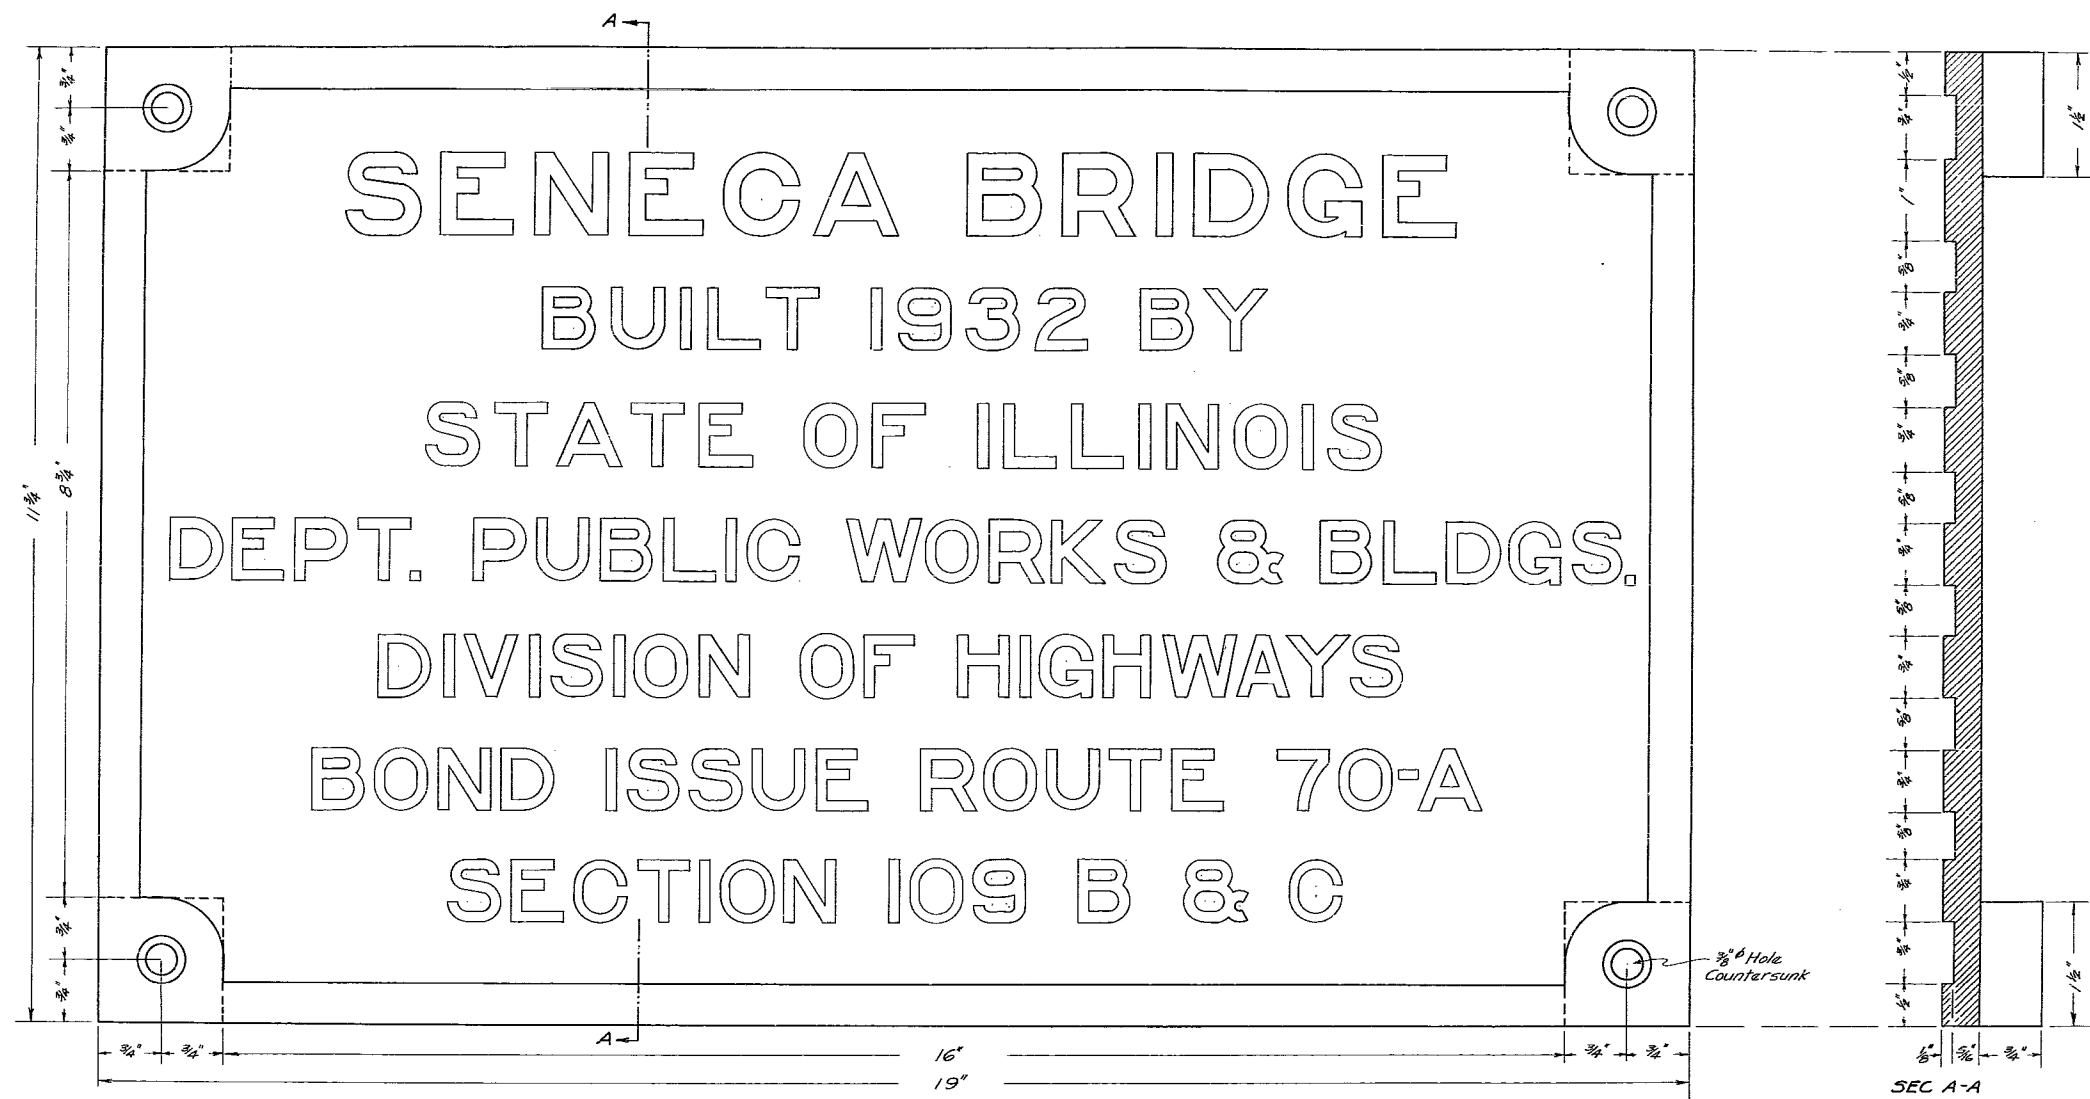 A
SENECA BRIDGE
BUILT 1932 BY
STATE OF ILLINOIS
DEPT. PUBLIC WORKS & BLDGS.
DIVISION OF HIGHWAYS
BOND ISSUE ROUTE 70-A
SECTION 109 B & C
A
3/4"
3/4"
8 3/4"
11 3/4"
3/4"
3/4"
3/4"
3/4"
16"
3/4"
3/4"
19"
3/8"ø Hole
Countersunk
1/2"
3/4"
1"
5/8"
3/4"
5/8"
3/4"
5/8"
3/4"
5/8"
3/4"
5/8"
3/4"
5/8"
3/4"
3/4"
1/2"
1 1/2"
1 1/2"
1/8"
5/16"
3/4"
SEC A-A